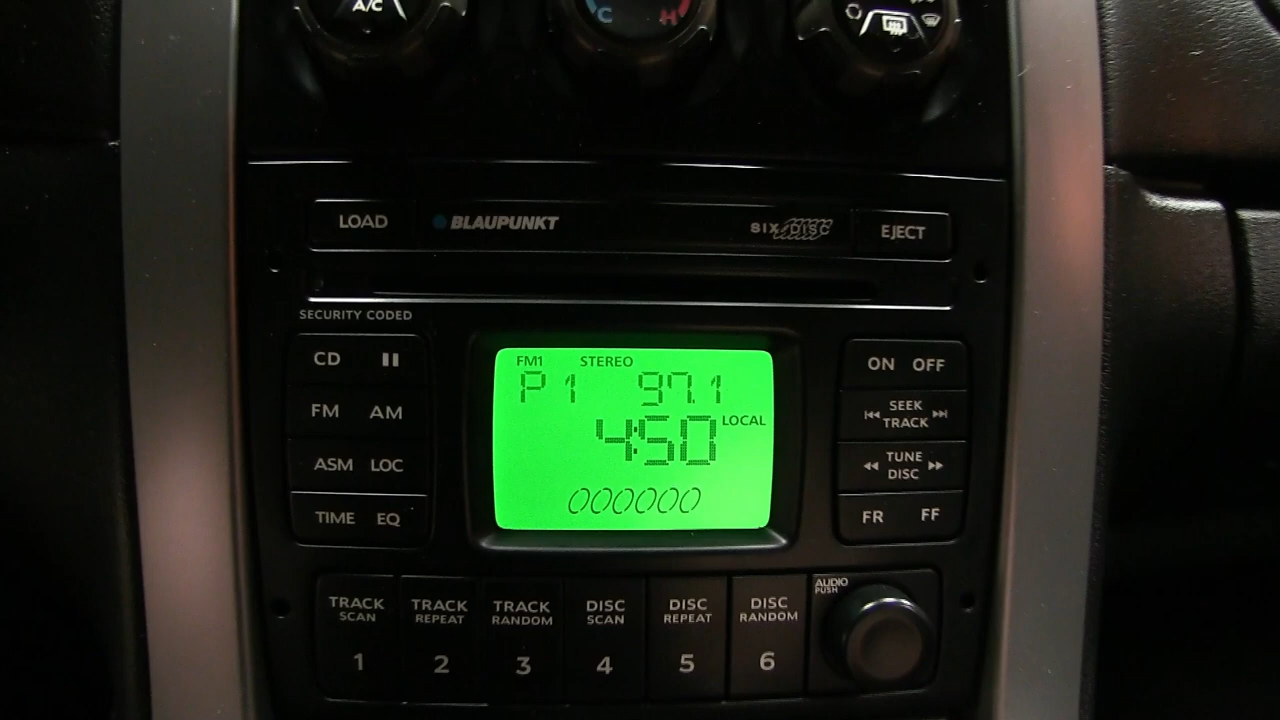 A/C
C H
LOAD BLAUPUNKT SIX DISC EJECT
SECURITY CODED
CD
FM AM
ASM LOC
TIME EQ
FM1 STEREO
P1 97.1
LOCAL
4:50
000000
ON OFF
SEEK
TRACK
TUNE
DISC
FR FF
TRACK SCAN 1
TRACK REPEAT 2
TRACK RANDOM 3
DISC SCAN 4
DISC REPEAT 5
DISC RANDOM 6
AUDIO
PUSH